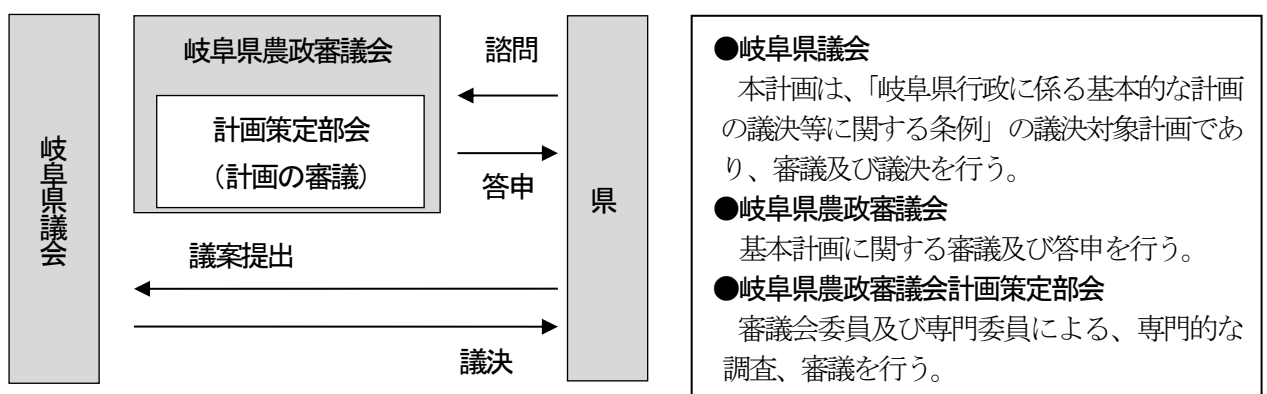 岐阜県議会
岐阜県農政審議会
計画策定部会
（計画の審議）
諮問
答申
県
議案提出
議決
●岐阜県議会
本計画は、「岐阜県行政に係る基本的な計画
の議決等に関する条例」の議決対象計画であ
り、審議及び議決を行う。
●岐阜県農政審議会
基本計画に関する審議及び答申を行う。
●岐阜県農政審議会計画策定部会
審議会委員及び専門委員による、専門的な
調査、審議を行う。